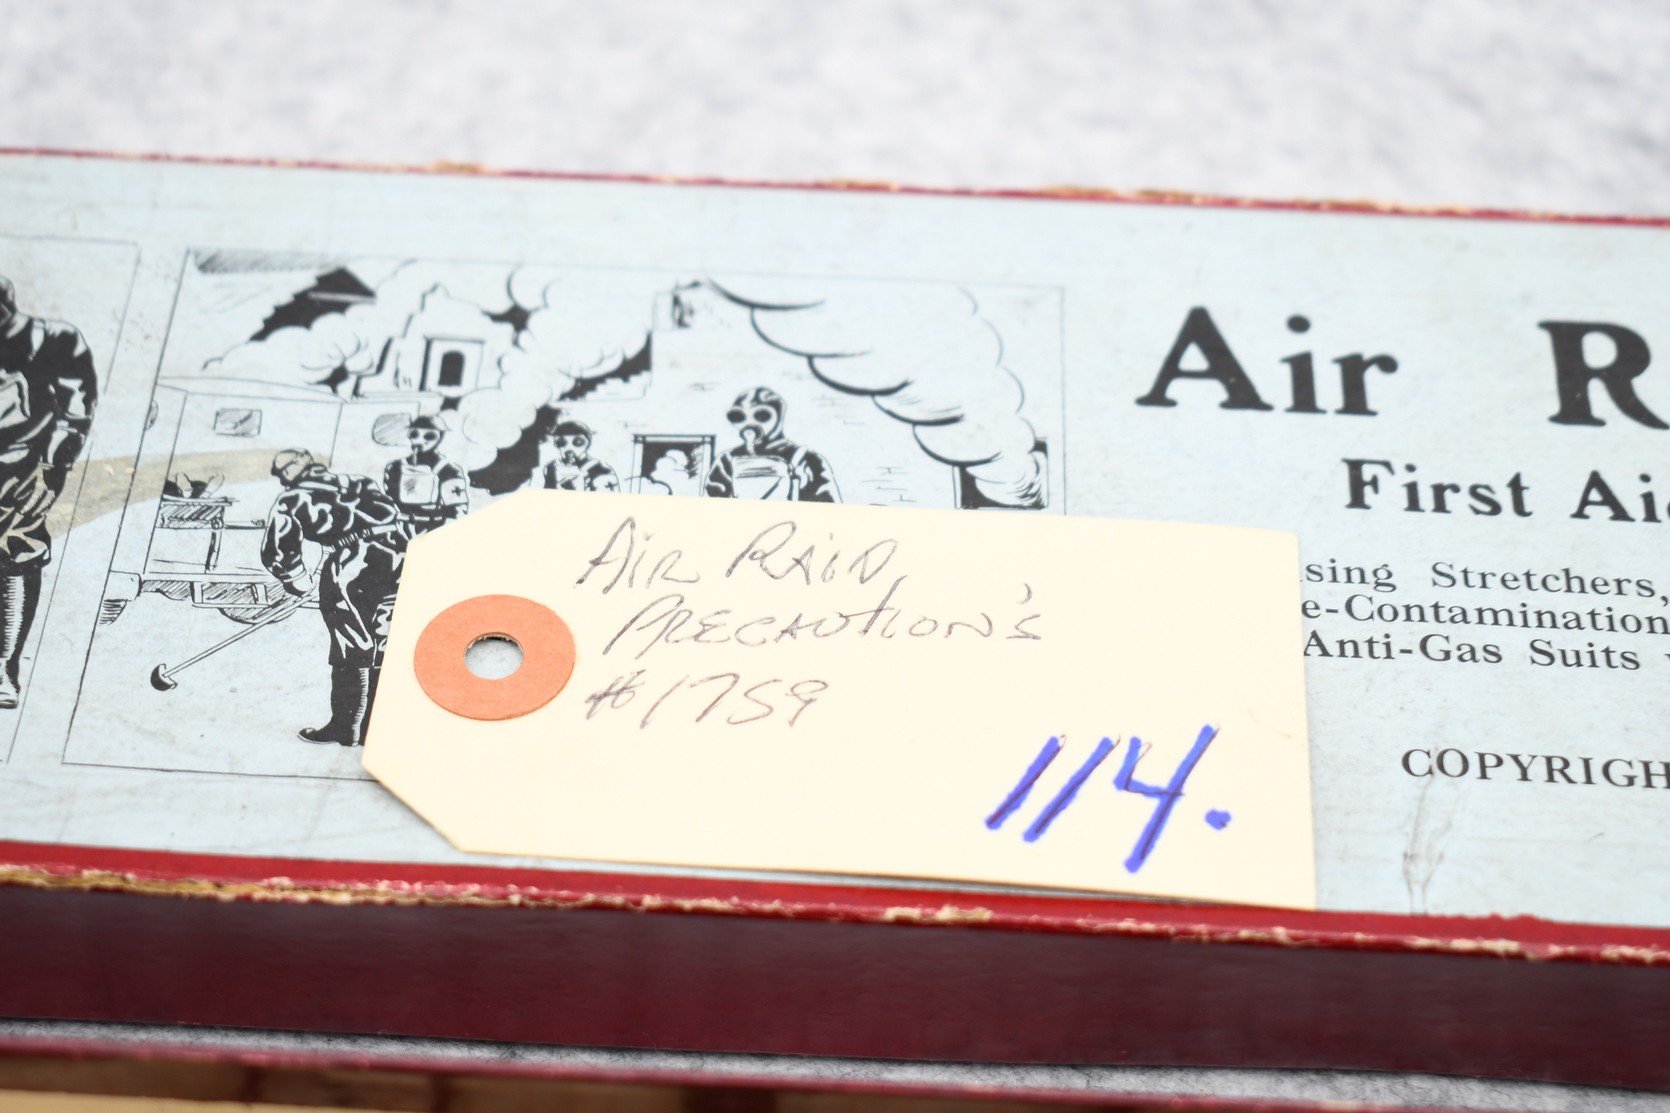 Air R
First Ai
sing Stretchers,
e-Contamination
Anti-Gas Suits
COPYRIGH
AiR RAiD
PRECAUTION'S
#1759
114.